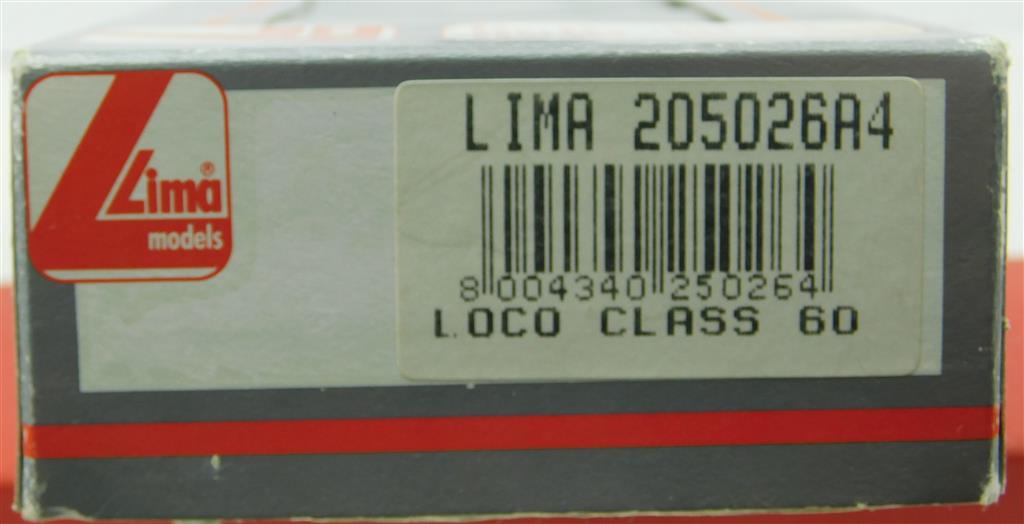 Lima®
models
LIMA 205026A4
8 004340 250264
LOCO CLASS 60